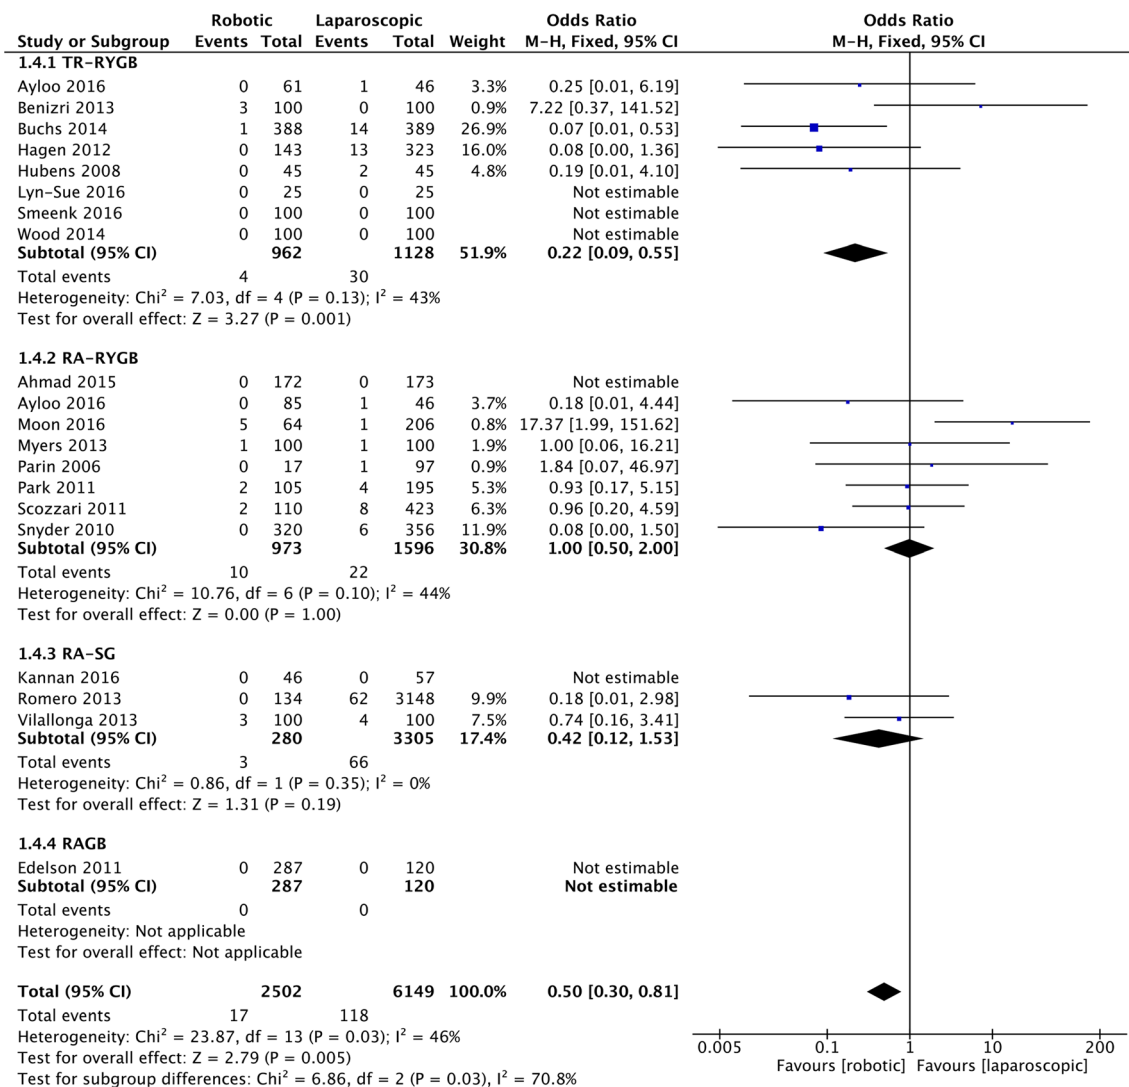 Robotic Laparoscopic Odds Ratio Odds Ratio
Study or Subgroup Events Total Events Total Weight M-H, Fixed, 95% CI M-H, Fixed, 95% CI
1.4.1 TR-RYGB
Ayloo 2016 0 61 1 46 3.3% 0.25 [0.01, 6.19]
Benizri 2013 3 100 0 100 0.9% 7.22 [0.37, 141.52]
Buchs 2014 1 388 14 389 26.9% 0.07 [0.01, 0.53]
Hagen 2012 0 143 13 323 16.0% 0.08 [0.00, 1.36]
Hubens 2008 0 45 2 45 4.8% 0.19 [0.01, 4.10]
Lyn-Sue 2016 0 25 0 25 Not estimable
Smeenk 2016 0 100 0 100 Not estimable
Wood 2014 0 100 0 100 Not estimable
Subtotal (95% CI) 962 1128 51.9% 0.22 [0.09, 0.55]
Total events 4 30
Heterogeneity: Chi² = 7.03, df = 4 (P = 0.13); I² = 43%
Test for overall effect: Z = 3.27 (P = 0.001)
1.4.2 RA-RYGB
Ahmad 2015 0 172 0 173 Not estimable
Ayloo 2016 0 85 1 46 3.7% 0.18 [0.01, 4.44]
Moon 2016 5 64 1 206 0.8% 17.37 [1.99, 151.62]
Myers 2013 1 100 1 100 1.9% 1.00 [0.06, 16.21]
Parin 2006 0 17 1 97 0.9% 1.84 [0.07, 46.97]
Park 2011 2 105 4 195 5.3% 0.93 [0.17, 5.15]
Scozzari 2011 2 110 8 423 6.3% 0.96 [0.20, 4.59]
Snyder 2010 0 320 6 356 11.9% 0.08 [0.00, 1.50]
Subtotal (95% CI) 973 1596 30.8% 1.00 [0.50, 2.00]
Total events 10 22
Heterogeneity: Chi² = 10.76, df = 6 (P = 0.10); I² = 44%
Test for overall effect: Z = 0.00 (P = 1.00)
1.4.3 RA-SG
Kannan 2016 0 46 0 57 Not estimable
Romero 2013 0 134 62 3148 9.9% 0.18 [0.01, 2.98]
Vilallonga 2013 3 100 4 100 7.5% 0.74 [0.16, 3.41]
Subtotal (95% CI) 280 3305 17.4% 0.42 [0.12, 1.53]
Total events 3 66
Heterogeneity: Chi² = 0.86, df = 1 (P = 0.35); I² = 0%
Test for overall effect: Z = 1.31 (P = 0.19)
1.4.4 RAGB
Edelson 2011 0 287 0 120 Not estimable
Subtotal (95% CI) 287 120 Not estimable
Total events 0 0
Heterogeneity: Not applicable
Test for overall effect: Not applicable
Total (95% CI) 2502 6149 100.0% 0.50 [0.30, 0.81]
Total events 17 118
Heterogeneity: Chi² = 23.87, df = 13 (P = 0.03); I² = 46%
Test for overall effect: Z = 2.79 (P = 0.005)
Test for subgroup differences: Chi² = 6.86, df = 2 (P = 0.03), I² = 70.8%
0.005 0.1 1 10 200
Favours [robotic] Favours [laparoscopic]